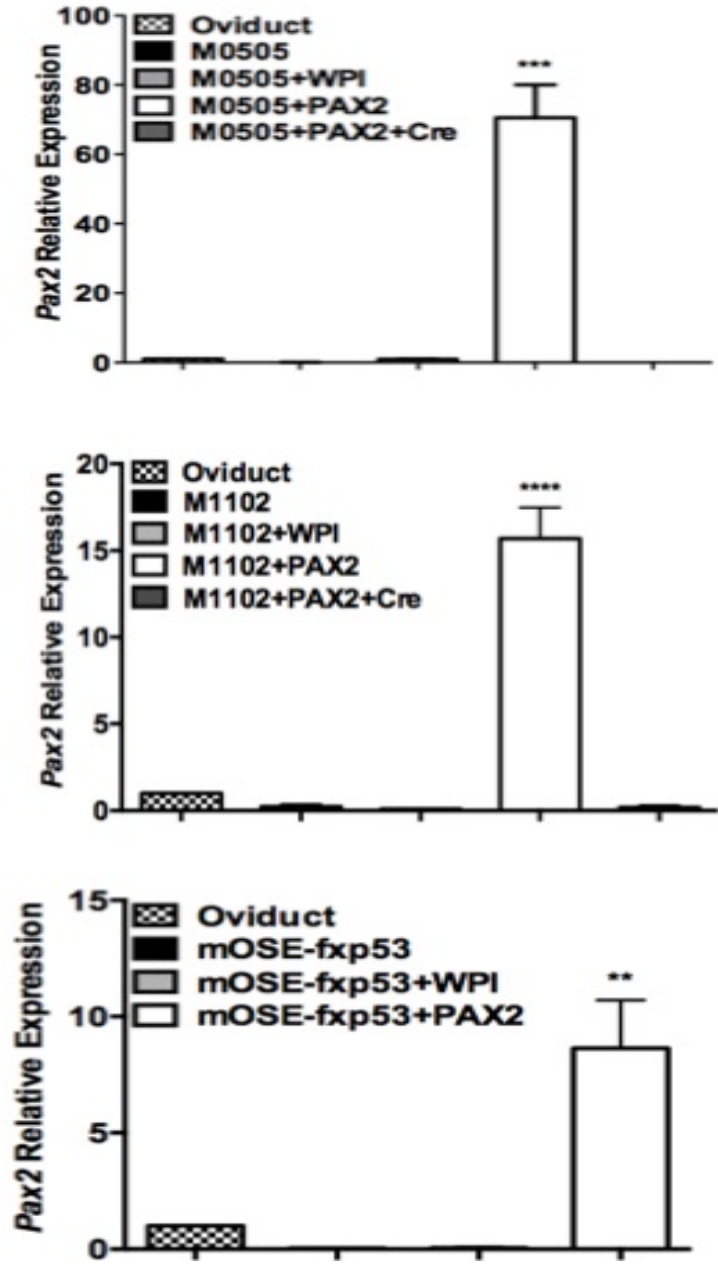 100
80
60
40
20
0
Pax2 Relative Expression
Oviduct
M0505
M0505+WPI
M0505+PAX2
M0505+PAX2+Cre
***
20
15
10
5
0
Pax2 Relative Expression
Oviduct
M1102
M1102+WPI
M1102+PAX2
M1102+PAX2+Cre
****
15
10
5
0
Pax2 Relative Expression
Oviduct
mOSE-fxp53
mOSE-fxp53+WPI
mOSE-fxp53+PAX2
**